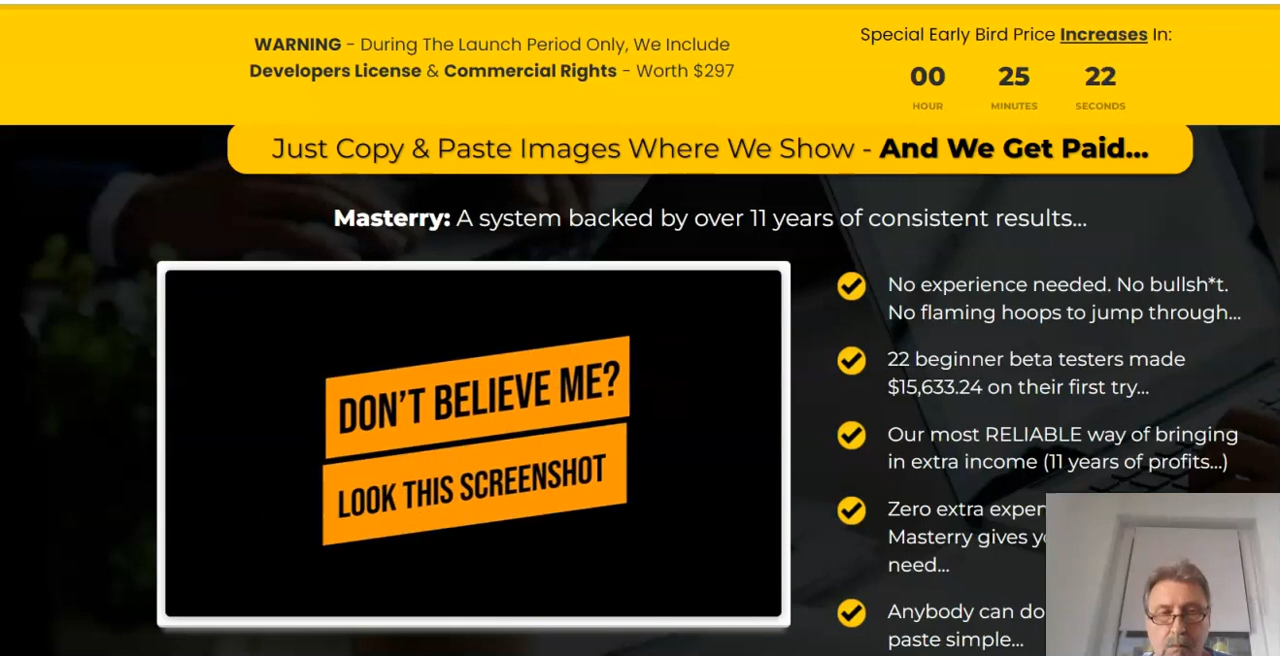 WARNING - During The Launch Period Only, We Include
Developers License & Commercial Rights - Worth $297
Special Early Bird Price Increases In:
00 25 22
HOUR MINUTES SECONDS
Just Copy & Paste Images Where We Show - And We Get Paid...
Masterry: A system backed by over 11 years of consistent results...
DON'T BELIEVE ME?
LOOK THIS SCREENSHOT
No experience needed. No bullsh*t.
No flaming hoops to jump through...
22 beginner beta testers made
$15,633.24 on their first try...
Our most RELIABLE way of bringing
in extra income (11 years of profits...)
Zero extra
Masterry gives
need...
Anybody can do
paste simple...